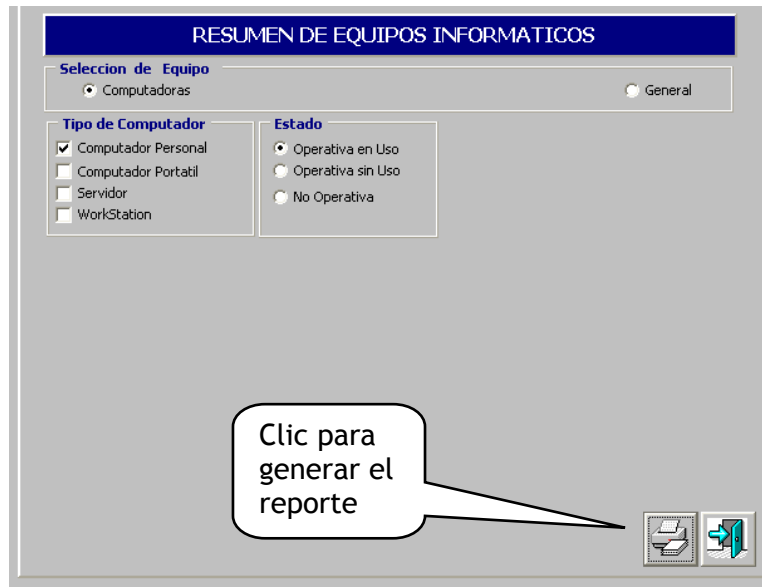 RESUMEN DE EQUIPOS INFORMATICOS
Seleccion de Equipo
Computadoras
General
Tipo de Computador
Computador Personal
Computador Portatil
Servidor
WorkStation
Estado
Operativa en Uso
Operativa sin Uso
No Operativa
Clic para
generar el
reporte